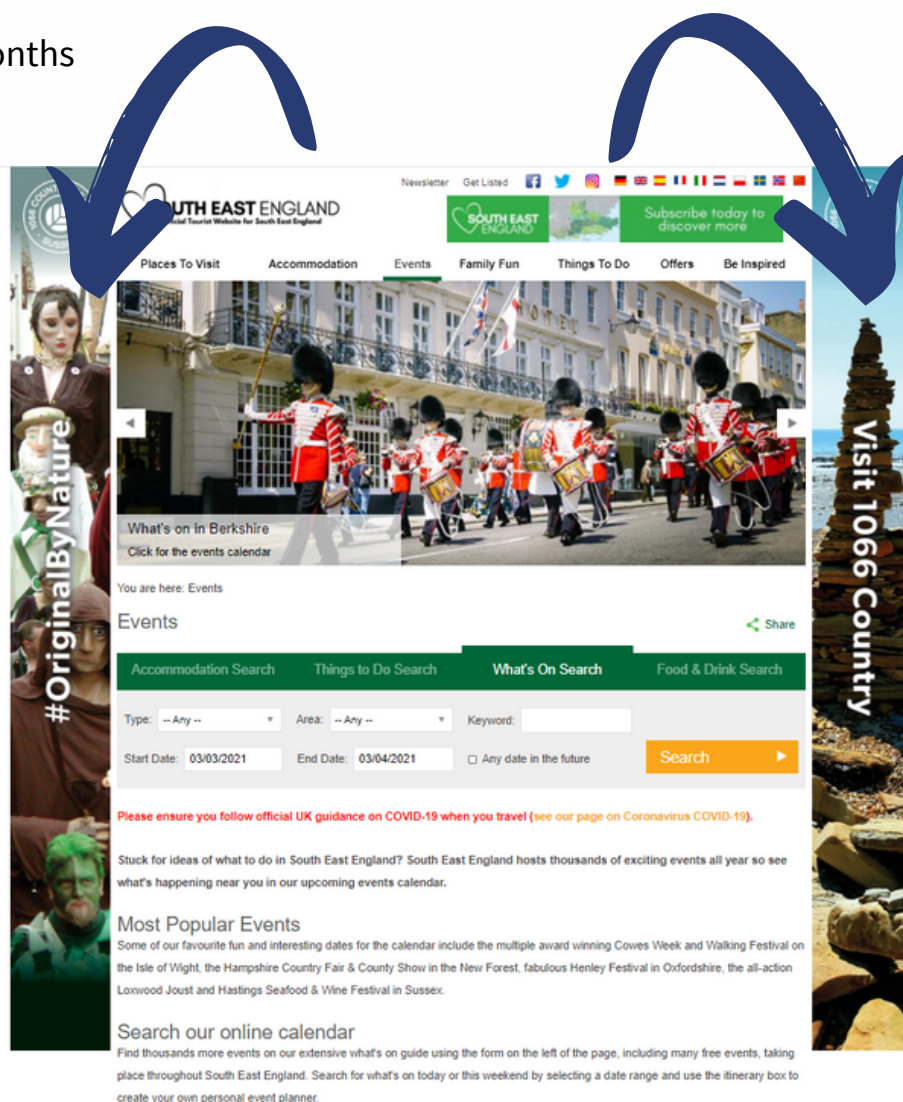 onths
Newsletter Get Listed
SOUTH EAST ENGLAND
cial Tourist Website for South East England
SOUTH EAST
ENGLAND
Subscribe today to
discover more
Places To Visit Accommodation Events Family Fun Things To Do Offers Be Inspired
HOTEL
What's on in Berkshire
Click for the events calendar
You are here: Events
Events
Share
Accommodation Search Things to Do Search What's On Search Food & Drink Search
Type: -- Any -- Area: -- Any -- Keyword:
Start Date: 03/03/2021 End Date: 03/04/2021 Any date in the future Search
Please ensure you follow official UK guidance on COVID-19 when you travel (see our page on Coronavirus COVID-19).
Stuck for ideas of what to do in South East England? South East England hosts thousands of exciting events all year so see
what's happening near you in our upcoming events calendar.
Most Popular Events
Some of our favourite fun and interesting dates for the calendar include the multiple award winning Cowes Week and Walking Festival on
the Isle of Wight, the Hampshire Country Fair & County Show in the New Forest, fabulous Henley Festival in Oxfordshire, the all-action
Loxwood Joust and Hastings Seafood & Wine Festival in Sussex.
Search our online calendar
Find thousands more events on our extensive what's on guide using the form on the left of the page, including many free events, taking
place throughout South East England. Search for what's on today or this weekend by selecting a date range and use the itinerary box to
create your own personal event planner.
#OriginalByNature
Visit 1066 Country